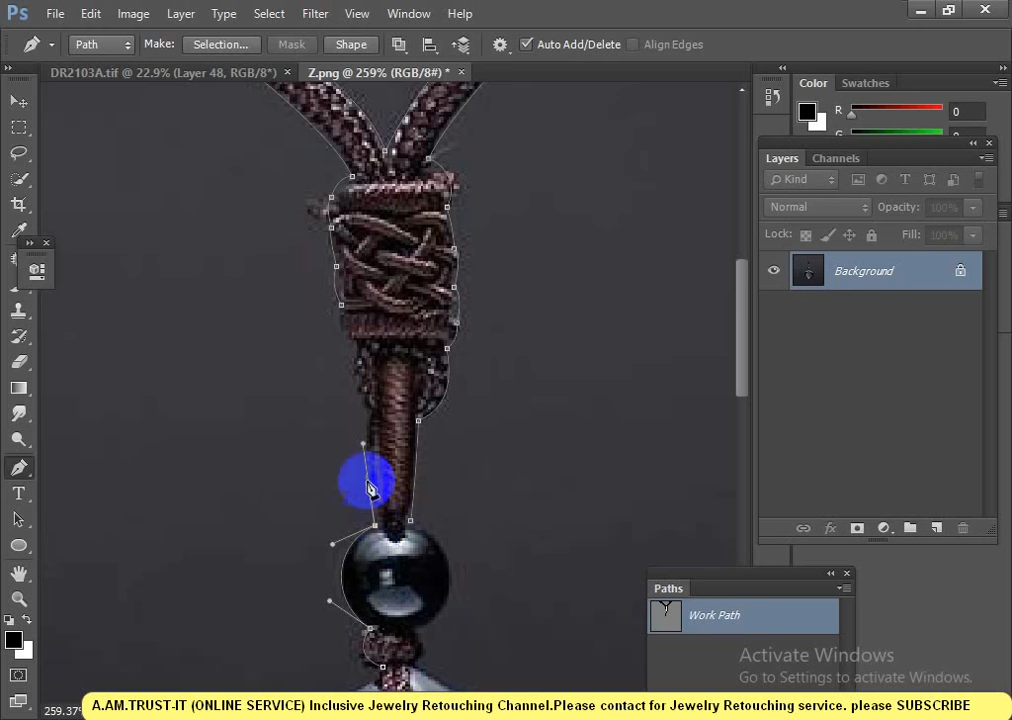 Ps File Edit Image Layer Type Select Filter View Window Help
Path Make: Selection... Mask Shape Auto Add/Delete Align Edges
DR2103A.tif @ 22.9% (Layer 48, RGB/8*) × Z.png @ 259% (RGB/8#) * ×
Color Swatches
R 0
G
Layers Channels
Kind
Normal Opacity: 100%
Lock: Fill: 100%
Background
Paths
Work Path
Activate Windows
Go to Settings to activate Windows.
259.37%
A.AM.TRUST-IT (ONLINE SERVICE) Inclusive Jewelry Retouching Channel.Please contact for Jewelry Retouching service. please SUBSCRIBE